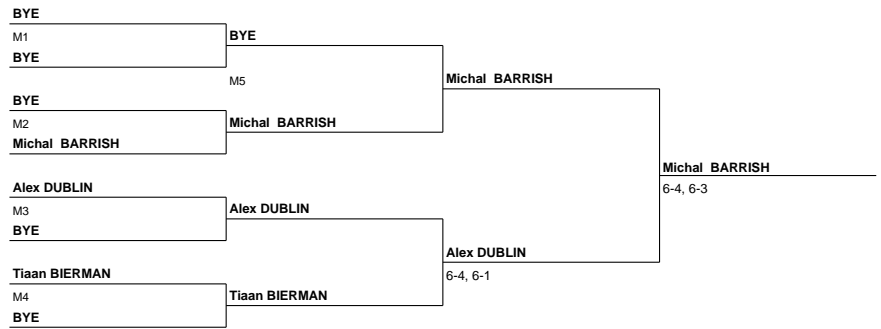 BYE
M1
BYE
BYE
M5
BYE
M2
Michal BARRISH
Michal BARRISH
Michal BARRISH
Alex DUBLIN
M3
BYE
Alex DUBLIN
Tiaan BIERMAN
M4
BYE
Tiaan BIERMAN
Alex DUBLIN
6-4, 6-1
Michal BARRISH
6-4, 6-3